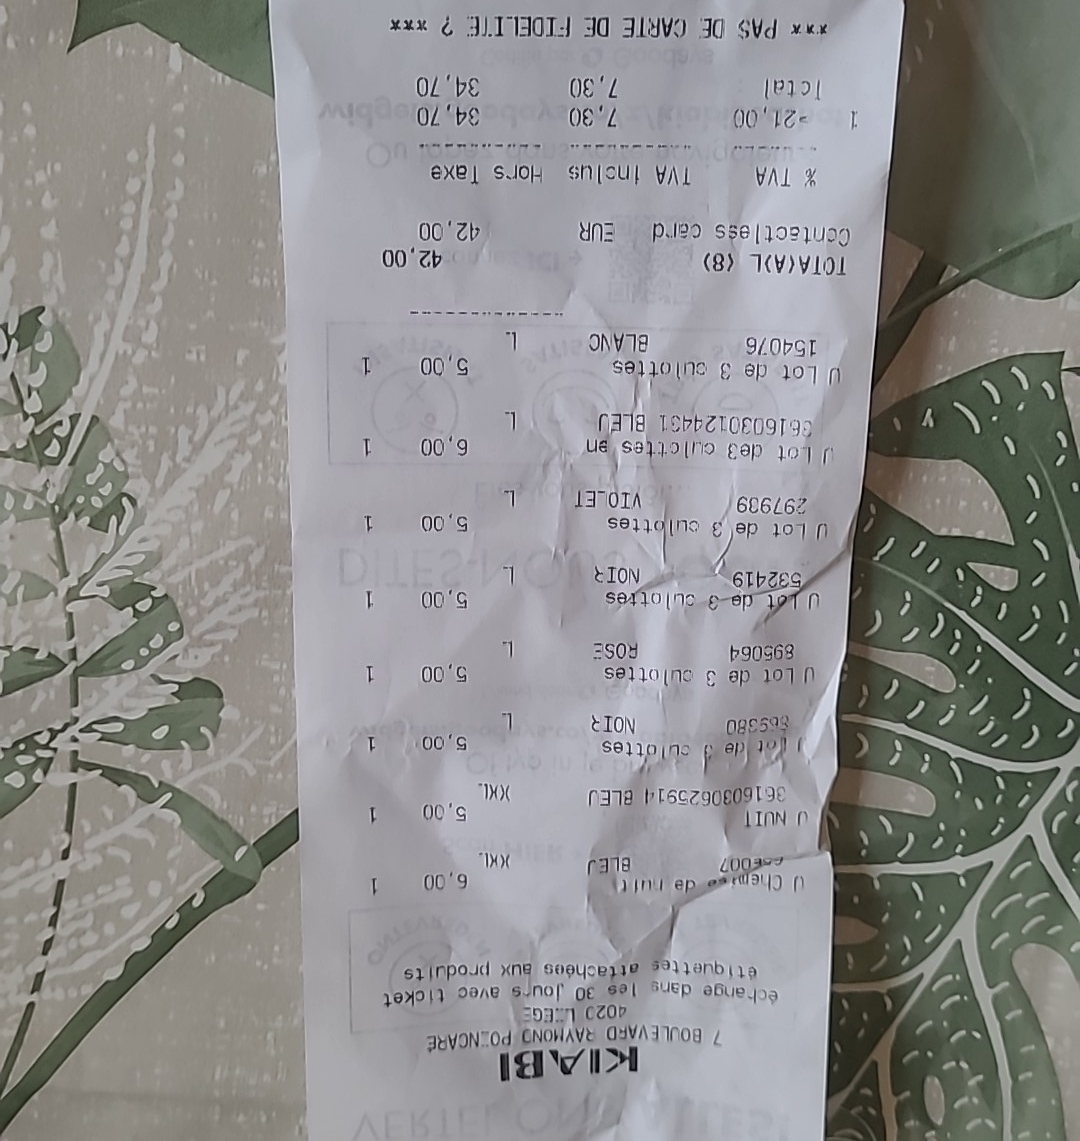 KIABI
7 BOULEVARD RAYMOND POINCARÉ
4020 LIEGE
échange dans les 30 jours avec ticket
étiquettes attachées aux produits
U Chemise de nuit 6,00 1
BLEU XXL
U NUIT 5,00 1
3616030625914 BLEU XXL
U Lot de 3 culottes 5,00 1
869380 NOIR L
U Lot de 3 culottes 5,00 1
895064 ROSE L
U Lot de 3 culottes 5,00 1
532419 NOIR L
U Lot de 3 culottes 5,00 1
297939 VIOLET L
U Lot de3 culottes en 6,00 1
3616030124431 BLEU L
U Lot de 3 culottes 5,00 1
154076 BLANC L
TOTA(A)L (8) 42,00
Contactless card EUR 42,00
% TVA TVA inclus Hors Taxe
1 -21,00 7,30 34,70
Total 7,30 34,70
*** PAS DE CARTE DE FIDELITE ? ***